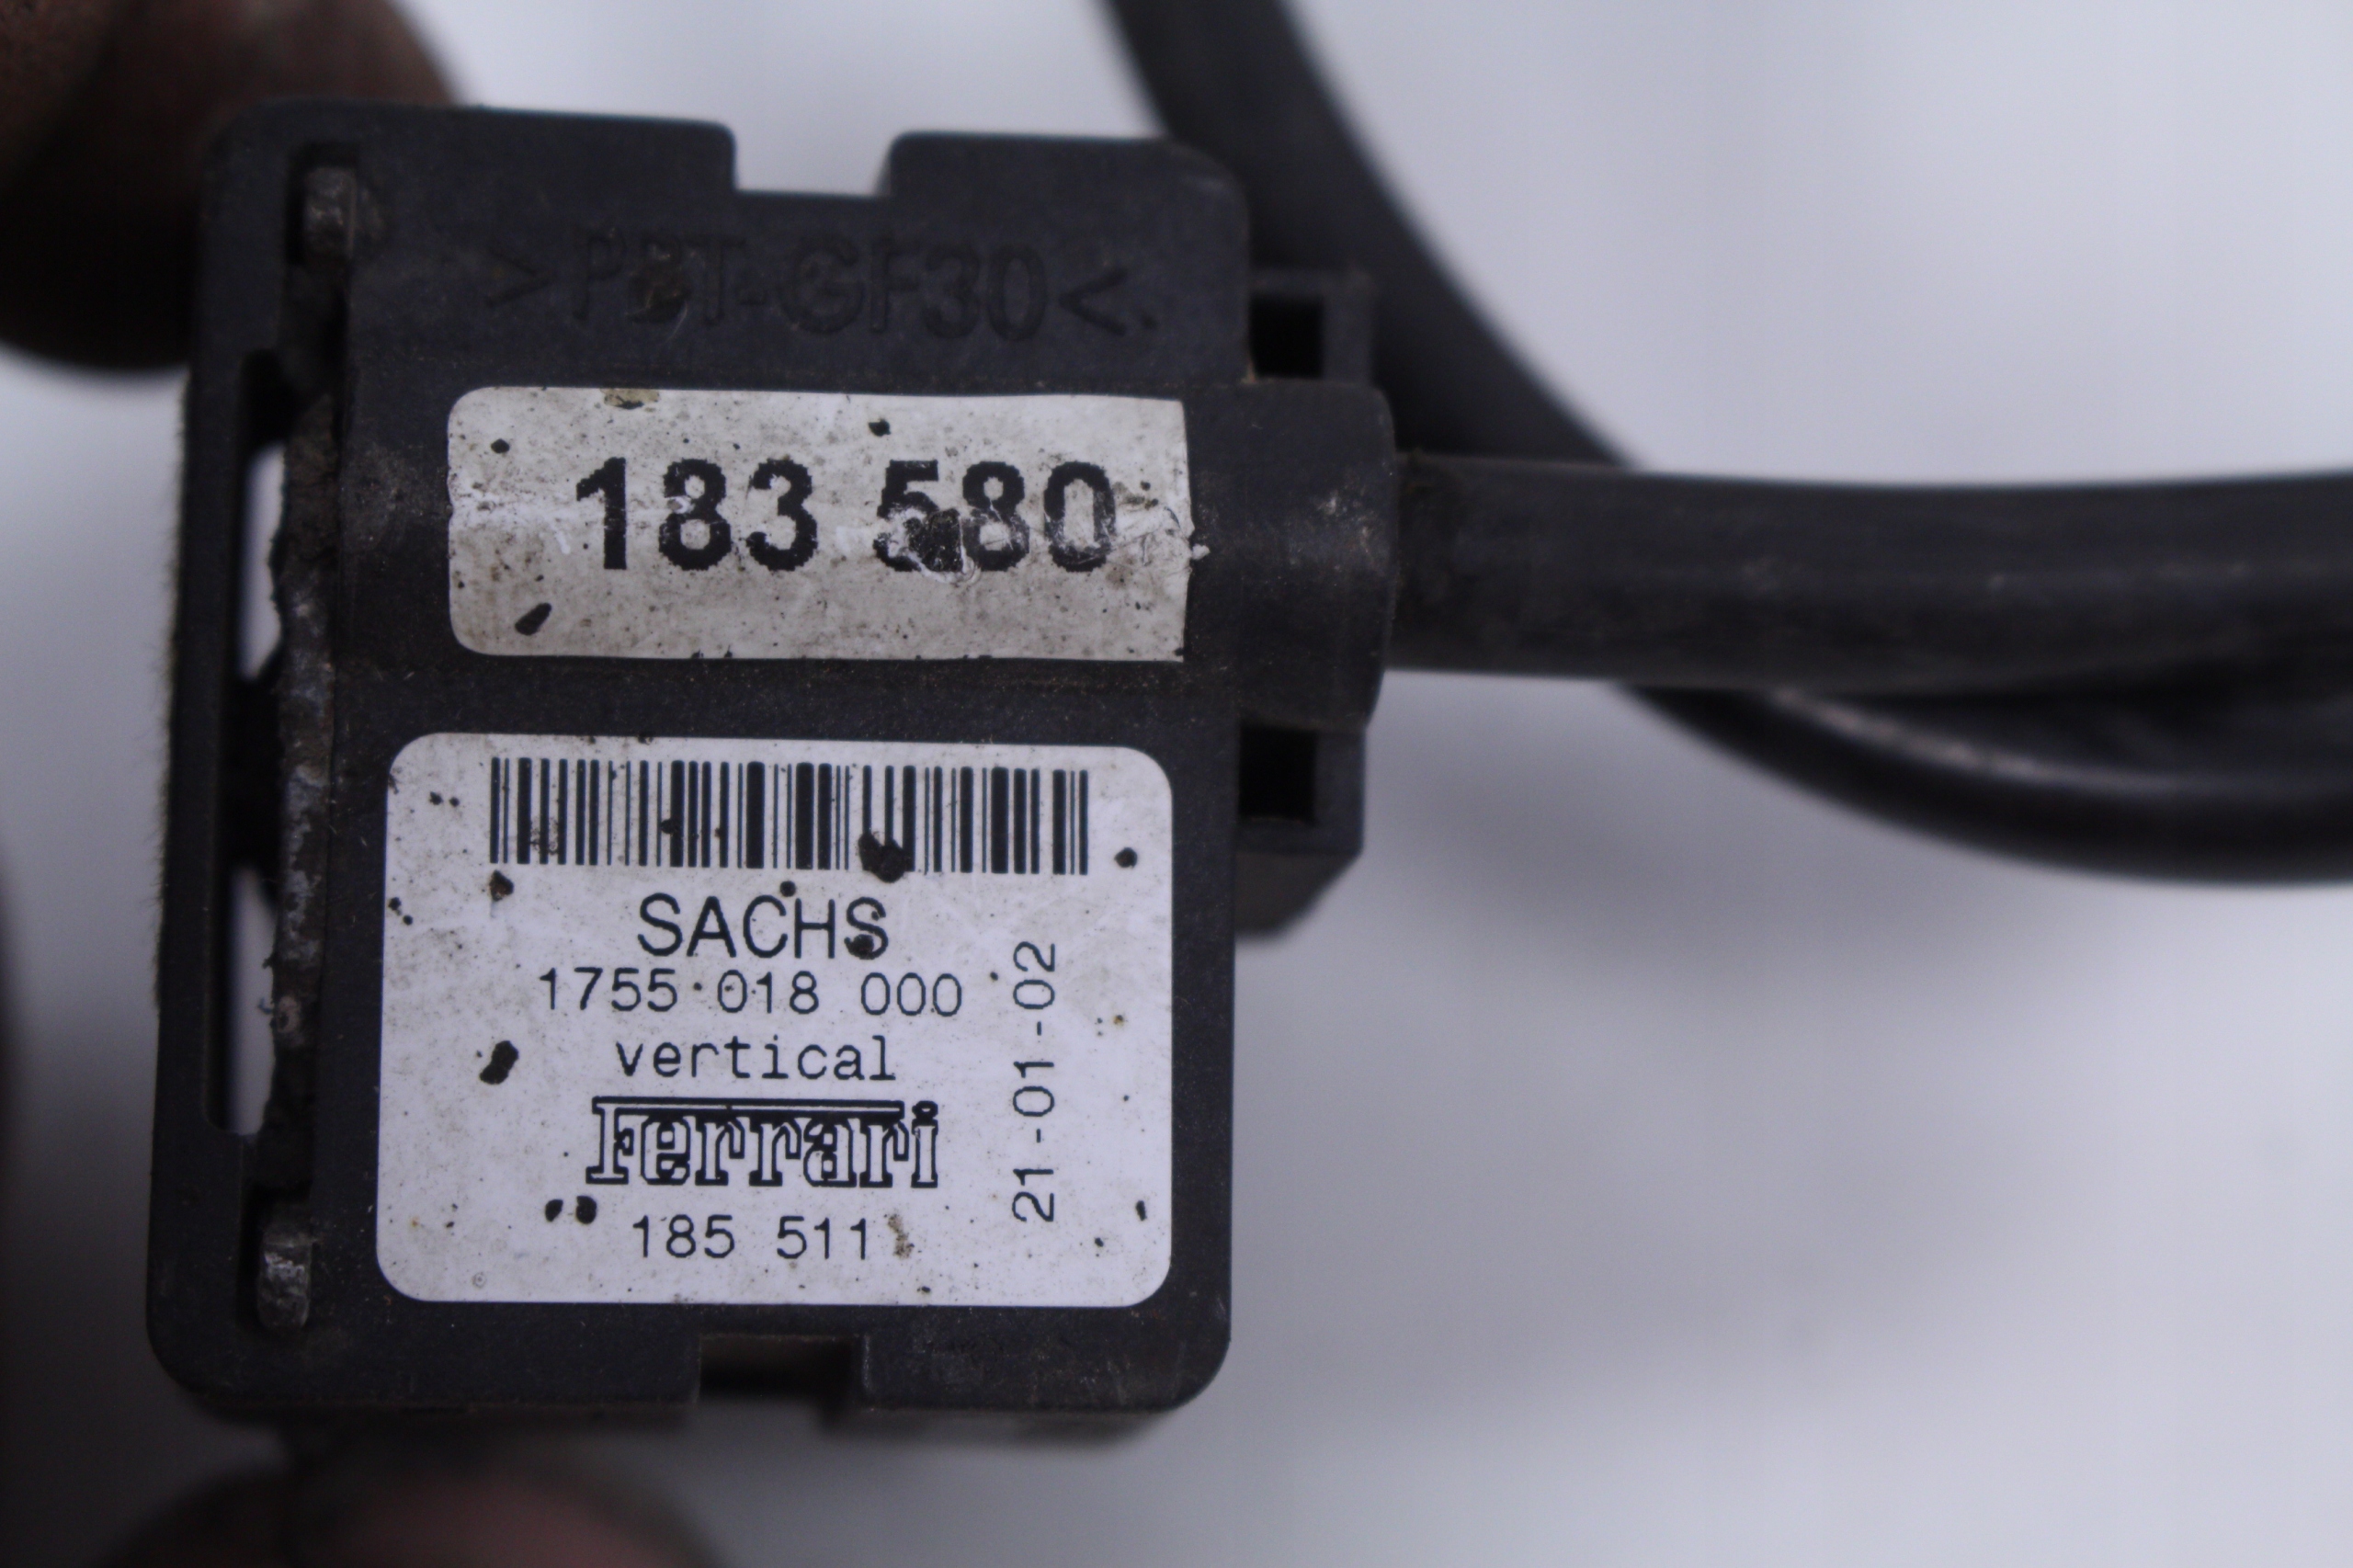 >PBT-GF30<
183 580
SACHS
1755 018 000
vertical
Ferrari
185 511
21-01-02